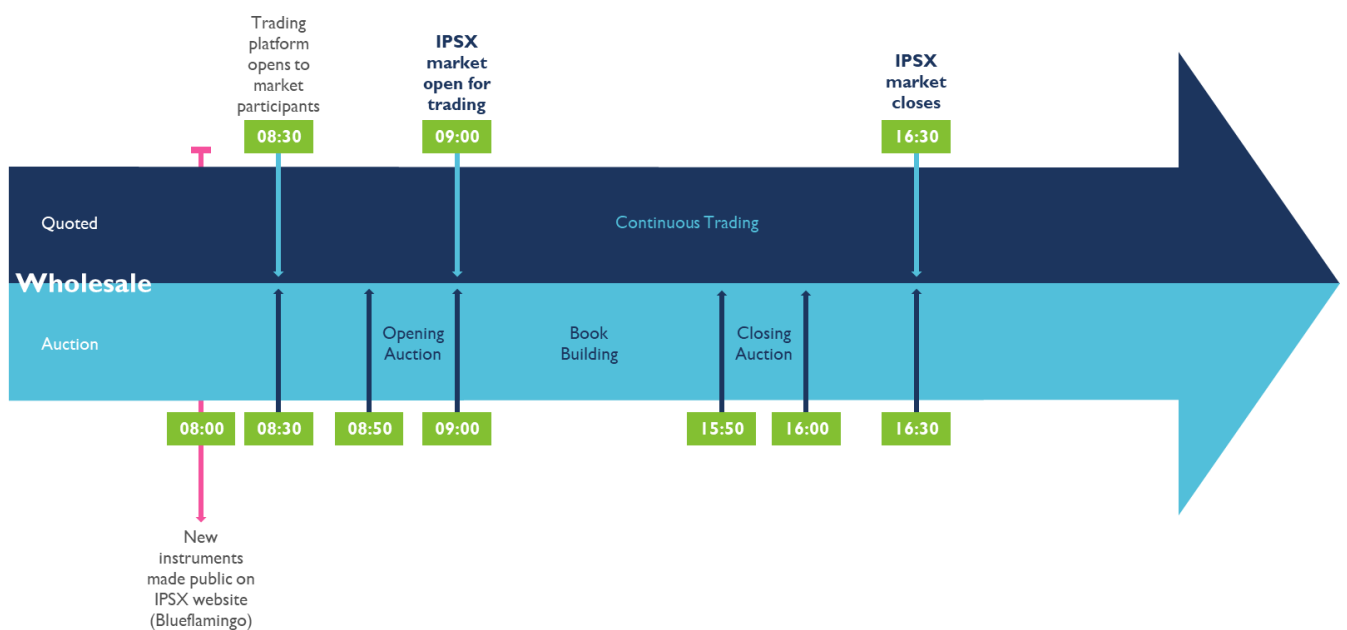 Trading
platform
opens to
market
participants
08:30
IPSX
market
open for
trading
09:00
IPSX
market
closes
16:30
Quoted
Continuous Trading
Wholesale
Auction
Opening
Auction
Book
Building
Closing
Auction
08:00
08:30
08:50
09:00
15:50
16:00
16:30
New
instruments
made public on
IPSX website
(Blueflamingo)